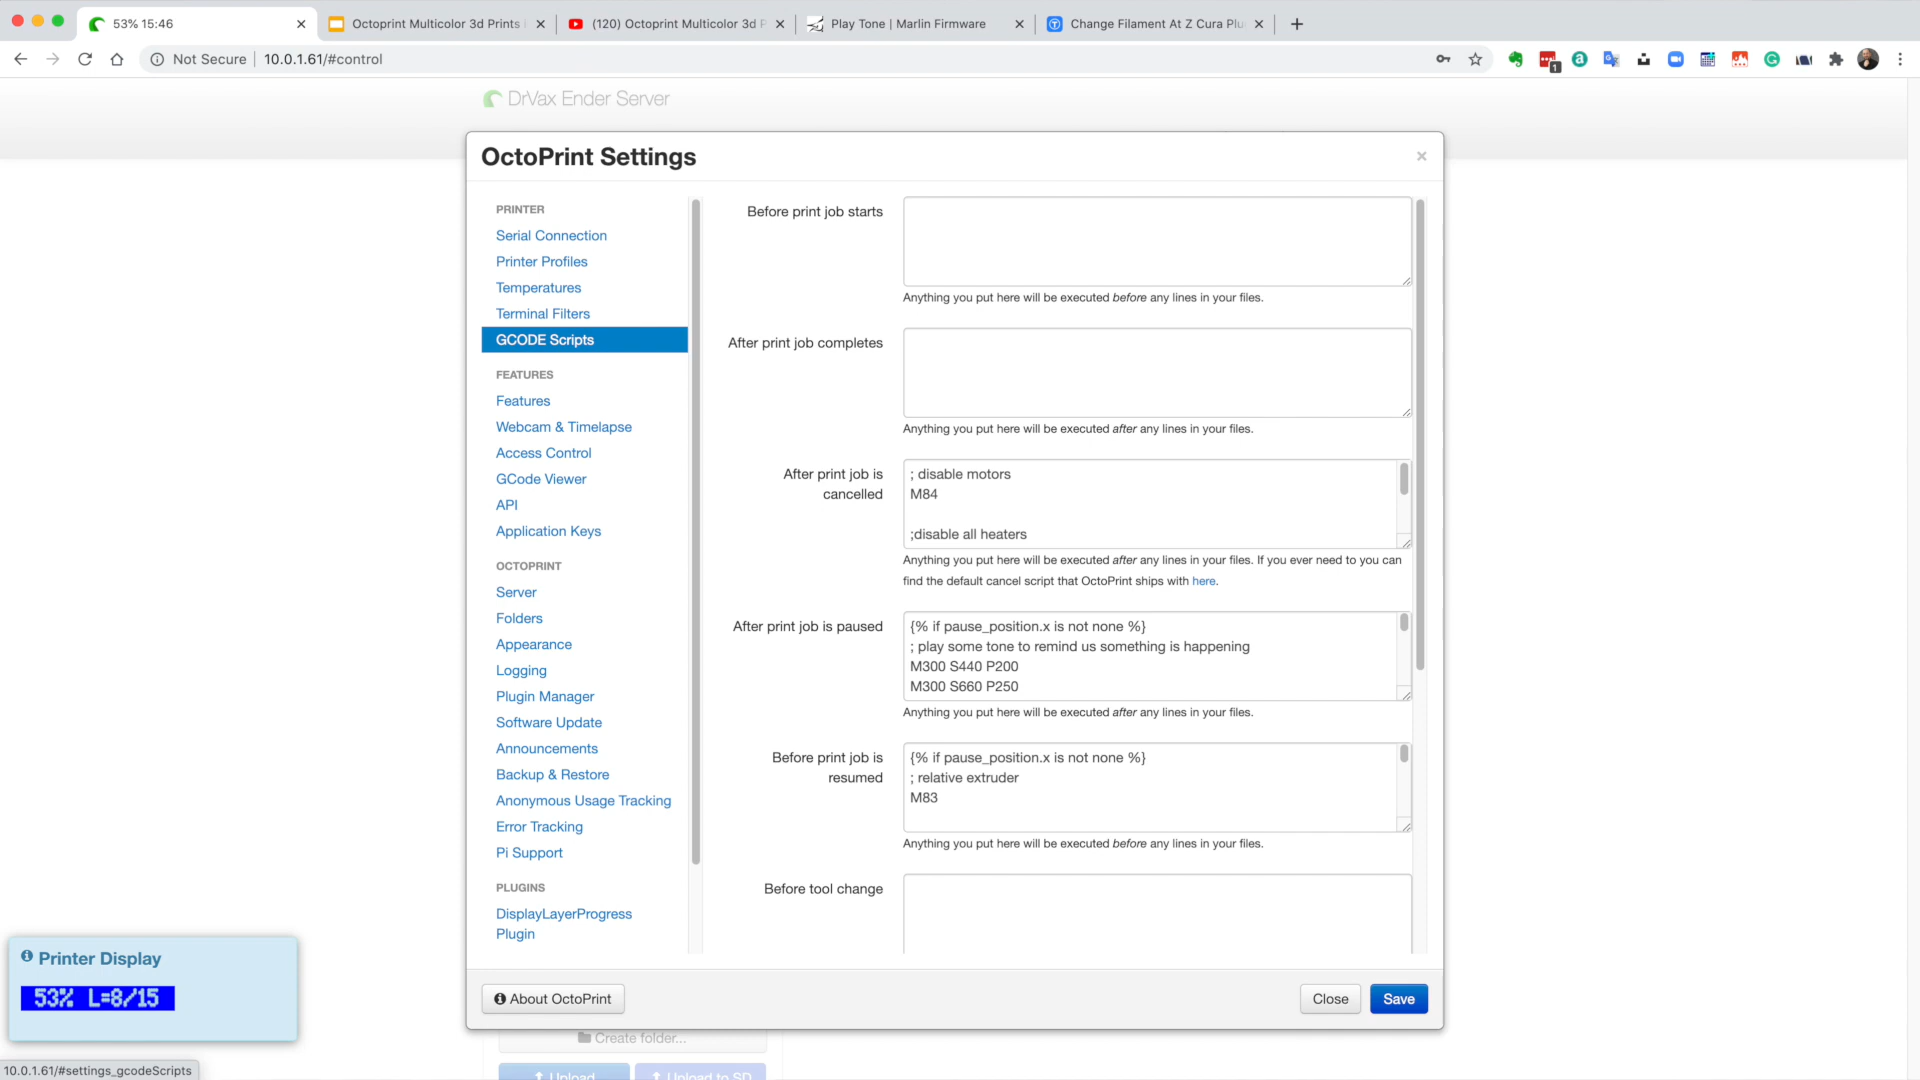 53% 15:46
Octoprint Multicolor 3d Prints
(120) Octoprint Multicolor 3d P
Play Tone | Marlin Firmware
Change Filament At Z Cura Plu
Not Secure | 10.0.1.61/#control
1
DrVax Ender Server
OctoPrint Settings
PRINTER
Serial Connection
Printer Profiles
Temperatures
Terminal Filters
GCODE Scripts
FEATURES
Features
Webcam & Timelapse
Access Control
GCode Viewer
API
Application Keys
OCTOPRINT
Server
Folders
Appearance
Logging
Plugin Manager
Software Update
Announcements
Backup & Restore
Anonymous Usage Tracking
Error Tracking
Pi Support
PLUGINS
DisplayLayerProgress
Plugin
Before print job starts
Anything you put here will be executed before any lines in your files.
After print job completes
Anything you put here will be executed after any lines in your files.
After print job is
cancelled
; disable motors
M84
;disable all heaters
Anything you put here will be executed after any lines in your files. If you ever need to you can
find the default cancel script that OctoPrint ships with here.
After print job is paused
{% if pause_position.x is not none %}
; play some tone to remind us something is happening
M300 S440 P200
M300 S660 P250
Anything you put here will be executed after any lines in your files.
Before print job is
resumed
{% if pause_position.x is not none %}
; relative extruder
M83
Anything you put here will be executed before any lines in your files.
Before tool change
About OctoPrint
Close
Save
Printer Display
53% L=8/15
Create folder...
Upload
Upload to SD
10.0.1.61/#settings_gcodeScripts